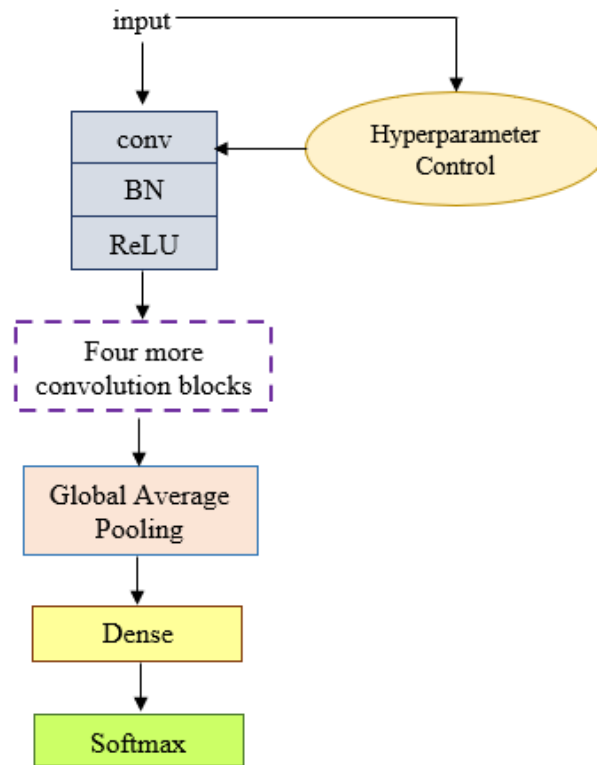 input
Hyperparameter
Control
conv
BN
ReLU
Four more
convolution blocks
Global Average
Pooling
Dense
Softmax